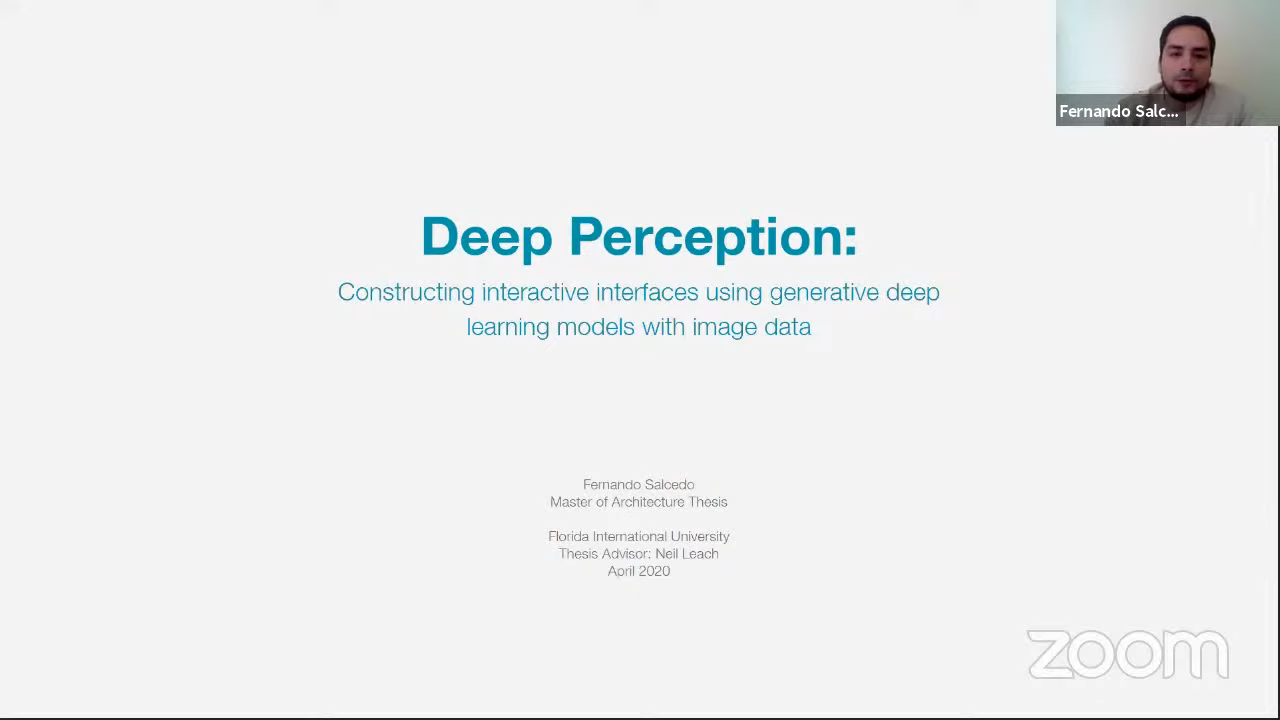 Fernando Salc...
Deep Perception:
Constructing interactive interfaces using generative deep
learning models with image data
Fernando Salcedo
Master of Architecture Thesis
Florida International University
Thesis Advisor: Neil Leach
April 2020
zoom